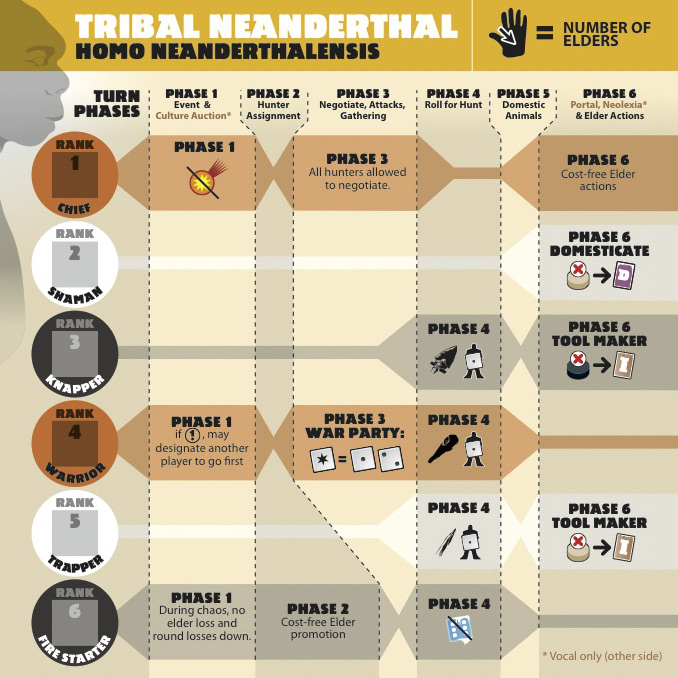 TRIBAL NEANDERTHAL
HOMO NEANDERTHALENSIS
= NUMBER OF
ELDERS
TURN
PHASES
PHASE 1
Event &
Culture Auction*
PHASE 2
Hunter
Assignment
PHASE 3
Negotiate, Attacks,
Gathering
PHASE 4
Roll for Hunt
PHASE 5
Domestic
Animals
PHASE 6
Portal, Neolexia*
& Elder Actions
RANK
1
CHIEF
PHASE 1
PHASE 3
All hunters allowed
to negotiate.
PHASE 6
Cost-free Elder
actions
RANK
2
SHAMAN
PHASE 6
DOMESTICATE
D
RANK
3
KNAPPER
PHASE 4
PHASE 6
TOOL MAKER
I
RANK
4
WARRIOR
PHASE 1
if !, may
designate another
player to go first
PHASE 3
WAR PARTY:
=
PHASE 4
RANK
5
TRAPPER
PHASE 4
PHASE 6
TOOL MAKER
I
RANK
6
FIRE STARTER
PHASE 1
During chaos, no
elder loss and
round losses down.
PHASE 2
Cost-free Elder
promotion
PHASE 4
* Vocal only (other side)